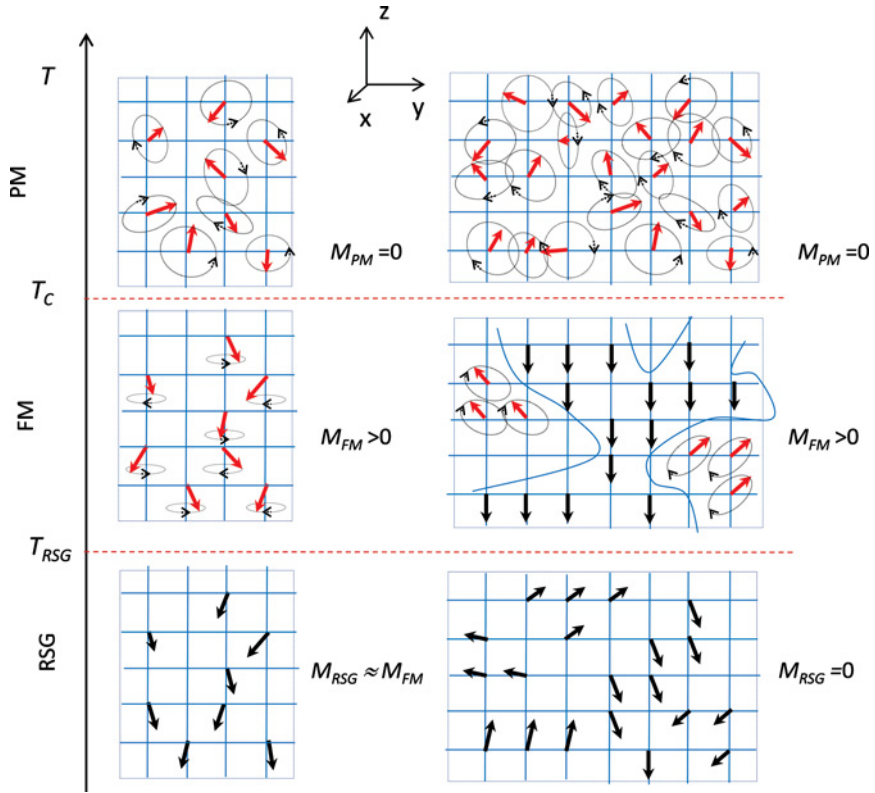 z
T
x
y
PM
M_PM = 0
M_PM = 0
T_C
FM
M_FM > 0
M_FM > 0
T_RSG
RSG
M_RSG ≈ M_FM
M_RSG = 0